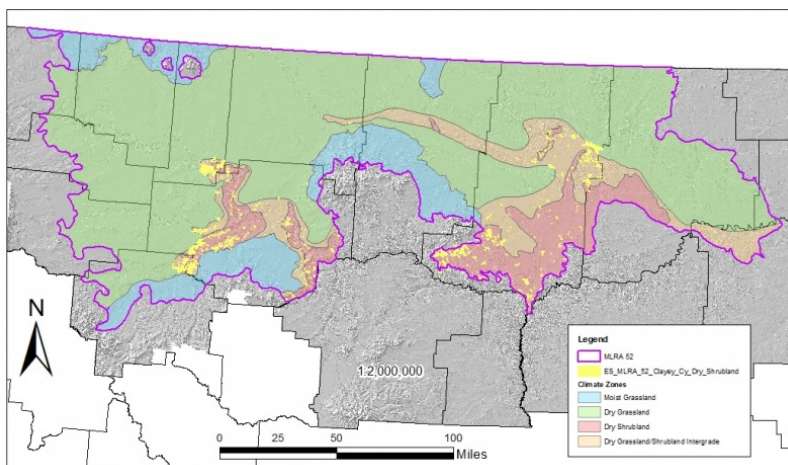 N
1:2,000,000
0 50 100
Miles
Legend
MLRA 52
ES_MLRA_52_Clayey_Cy_Dry_Shrubland
Climate Zones
Moist Grassland
Dry Grassland
Dry Shrubland
Dry Grassland/Shrubland Intergrade